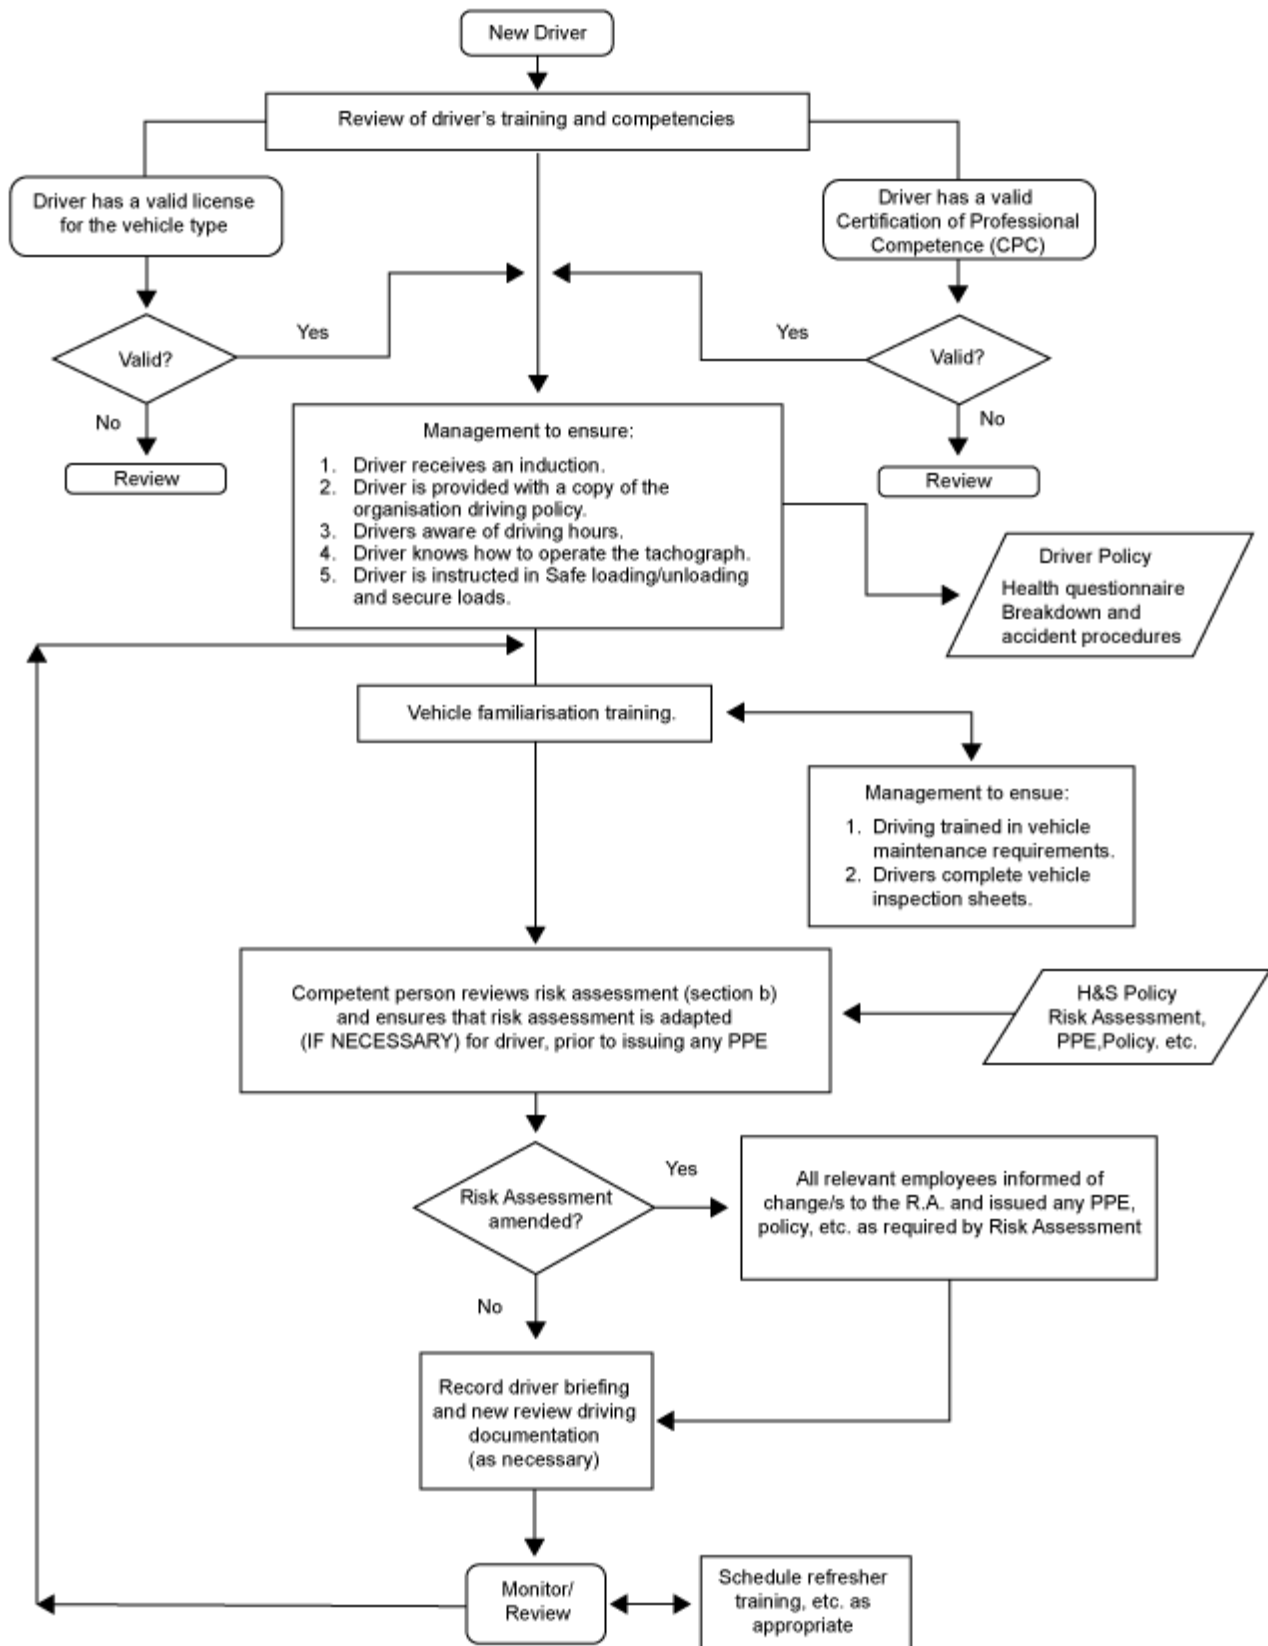 New Driver
Review of driver's training and competencies
Driver has a valid license
for the vehicle type
Driver has a valid
Certification of Professional
Competence (CPC)
Yes
Yes
Valid?
Valid?
No
No
Review
Review
Management to ensure:
1. Driver receives an induction.
2. Driver is provided with a copy of the
organisation driving policy.
3. Drivers aware of driving hours.
4. Driver knows how to operate the tachograph.
5. Driver is instructed in Safe loading/unloading
and secure loads.
Driver Policy
Health questionnaire
Breakdown and
accident procedures
Vehicle familiarisation training.
Management to ensue:
1. Driving trained in vehicle
maintenance requirements.
2. Drivers complete vehicle
inspection sheets.
Competent person reviews risk assessment (section b)
and ensures that risk assessment is adapted
(IF NECESSARY) for driver, prior to issuing any PPE
H&S Policy
Risk Assessment,
PPE,Policy. etc.
Risk Assessment
amended?
Yes
All relevant employees informed of
change/s to the R.A. and issued any PPE,
policy, etc. as required by Risk Assessment
No
Record driver briefing
and new review driving
documentation
(as necessary)
Monitor/
Review
Schedule refresher
training, etc. as
appropriate